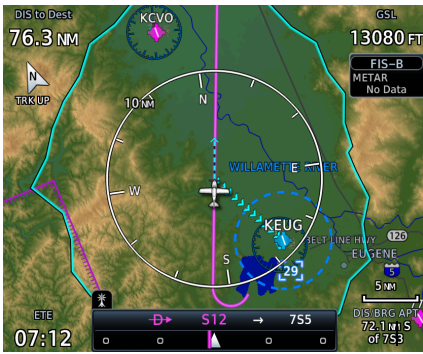 DIS to Dest
76.3 NM
KCVO
GSL
13080 FT
N
TRK UP
FIS-B
METAR
No Data
10 NM
N
WILLAMETTE RIVER
E
W
KEUG
BELT LINE HWY
126
EUGENE
S
29
5
5 NM
ETE
07:12
D
S12 → 7S5
DIS/BRG APT
72.1 NM S
of 7S3